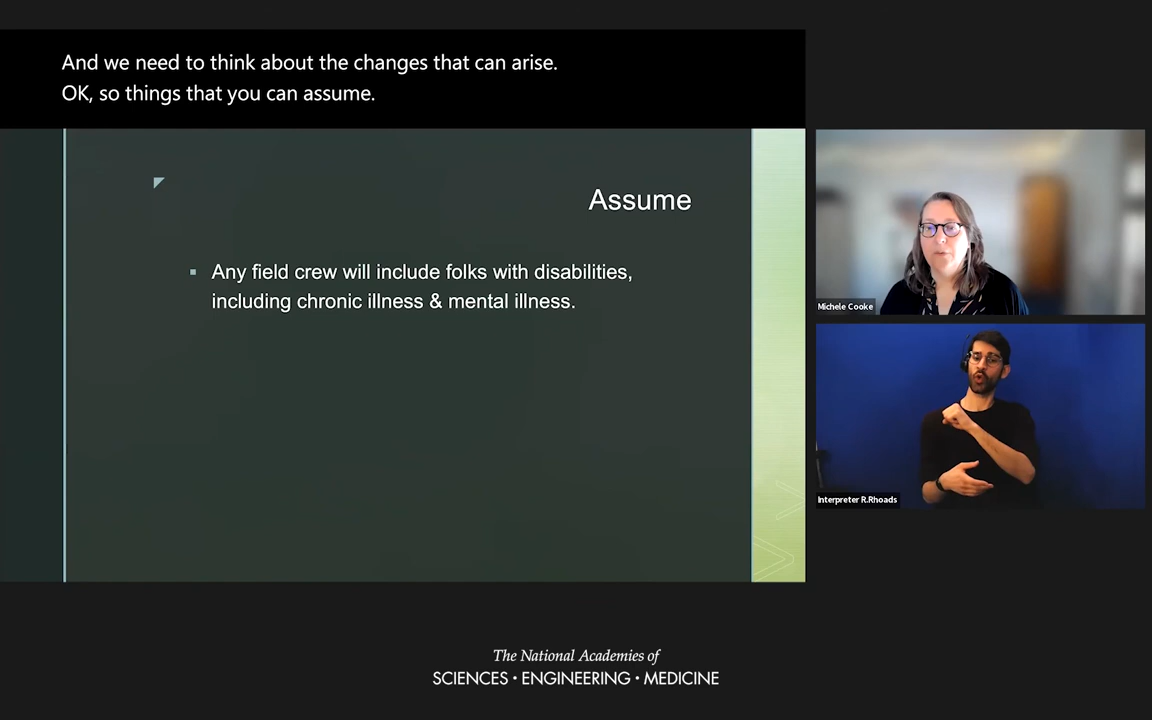 And we need to think about the changes that can arise.
OK, so things that you can assume.
Assume
▪ Any field crew will include folks with disabilities,
including chronic illness & mental illness.
Michele Cooke
Interpreter R.Rhoads
The National Academies of
SCIENCES · ENGINEERING · MEDICINE